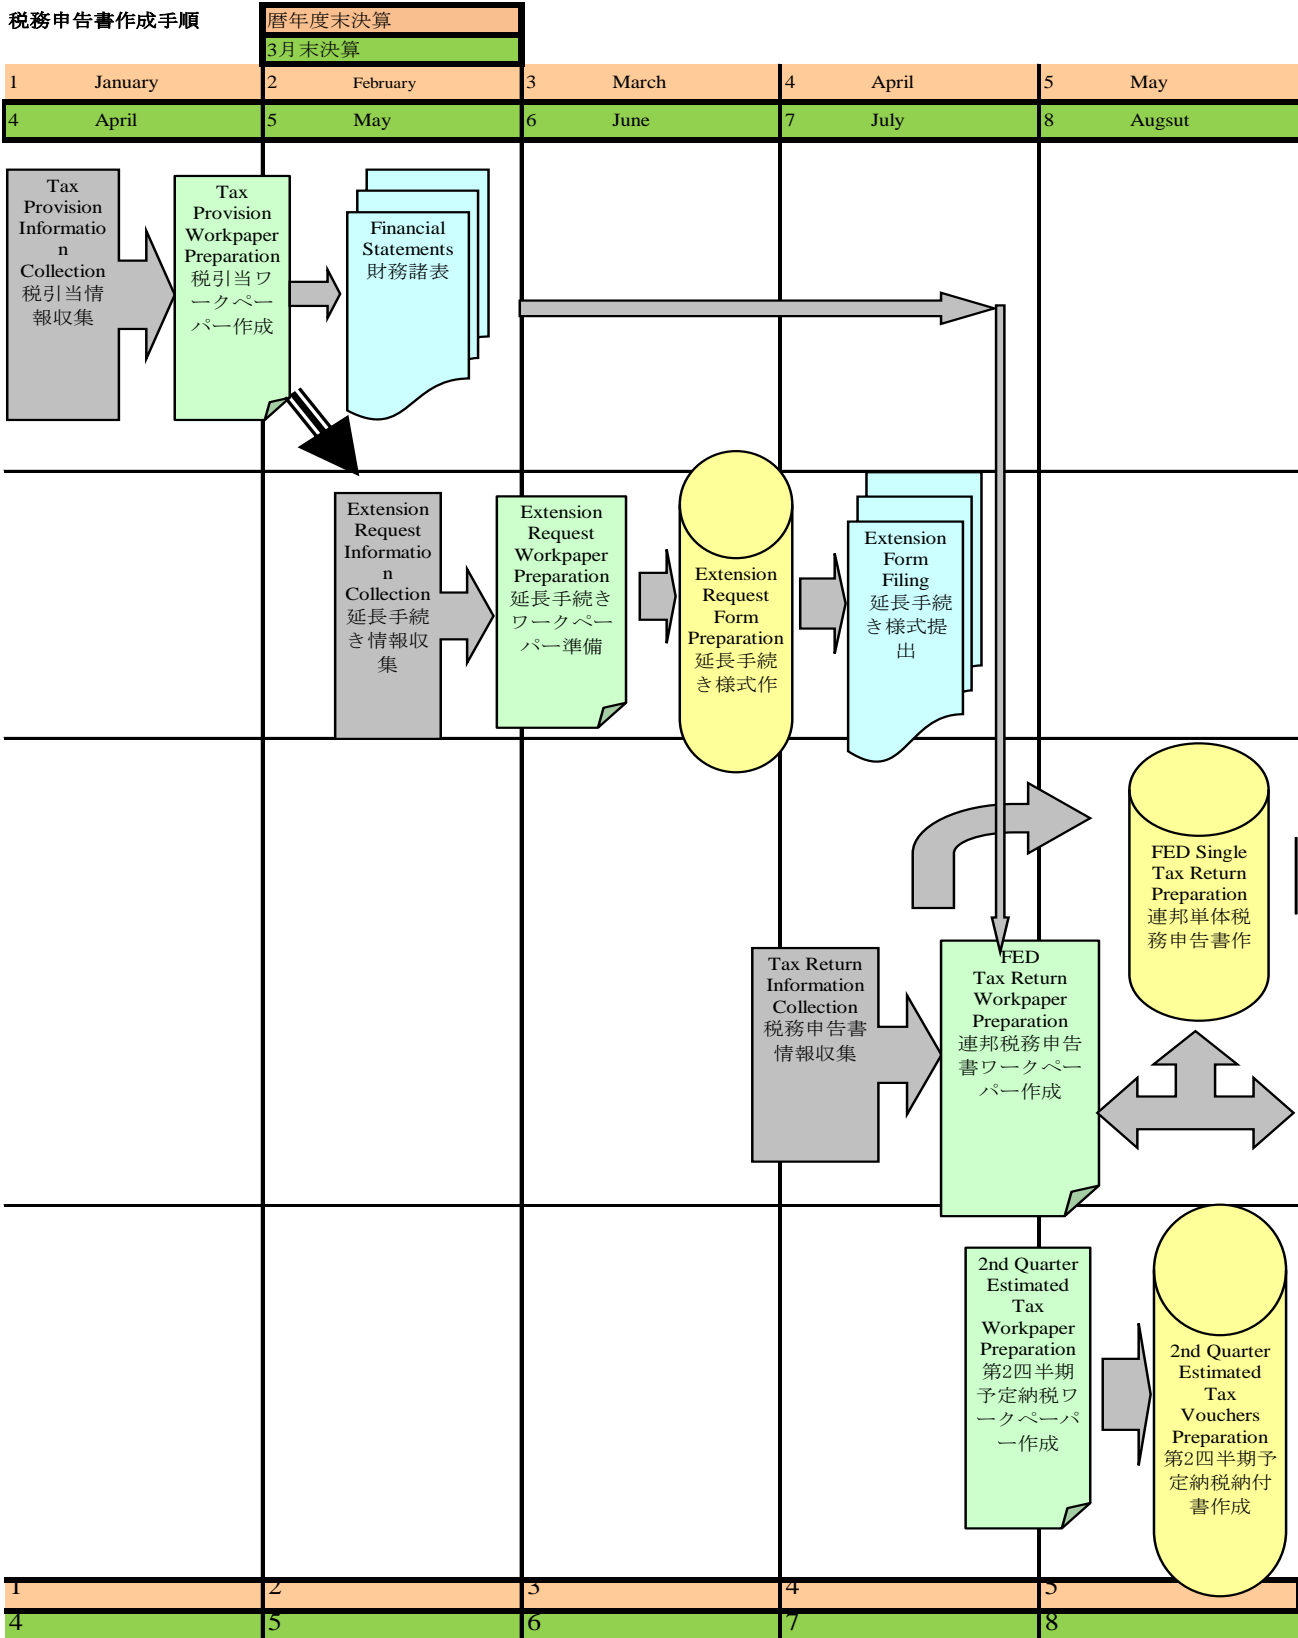 税務申告書作成手順
暦年度末決算
3月末決算
1 January 2 February 3 March 4 April 5 May
4 April 5 May 6 June 7 July 8 Augsut
Tax
Provision
Informatio
n
Collection
税引当情
報収集
Tax
Provision
Workpaper
Preparation
税引当ワ
ークペー
パー作成
Financial
Statements
財務諸表
Extension
Request
Informatio
n
Collection
延長手続
き情報収
集
Extension
Request
Workpaper
Preparation
延長手続き
ワークペー
パー準備
Extension
Request
Form
Preparation
延長手続
き様式作
Extension
Form
Filing
延長手続
き様式提
出
FED Single
Tax Return
Preparation
連邦単体税
務申告書作
Tax Return
Information
Collection
税務申告書
情報収集
FED
Tax Return
Workpaper
Preparation
連邦税務申告
書ワークペー
パー作成
2nd Quarter
Estimated
Tax
Workpaper
Preparation
第2四半期
予定納税ワ
ークペーパ
ー作成
2nd Quarter
Estimated
Tax
Vouchers
Preparation
第2四半期予
定納税納付
書作成
1 2 3 4 5
4 5 6 7 8